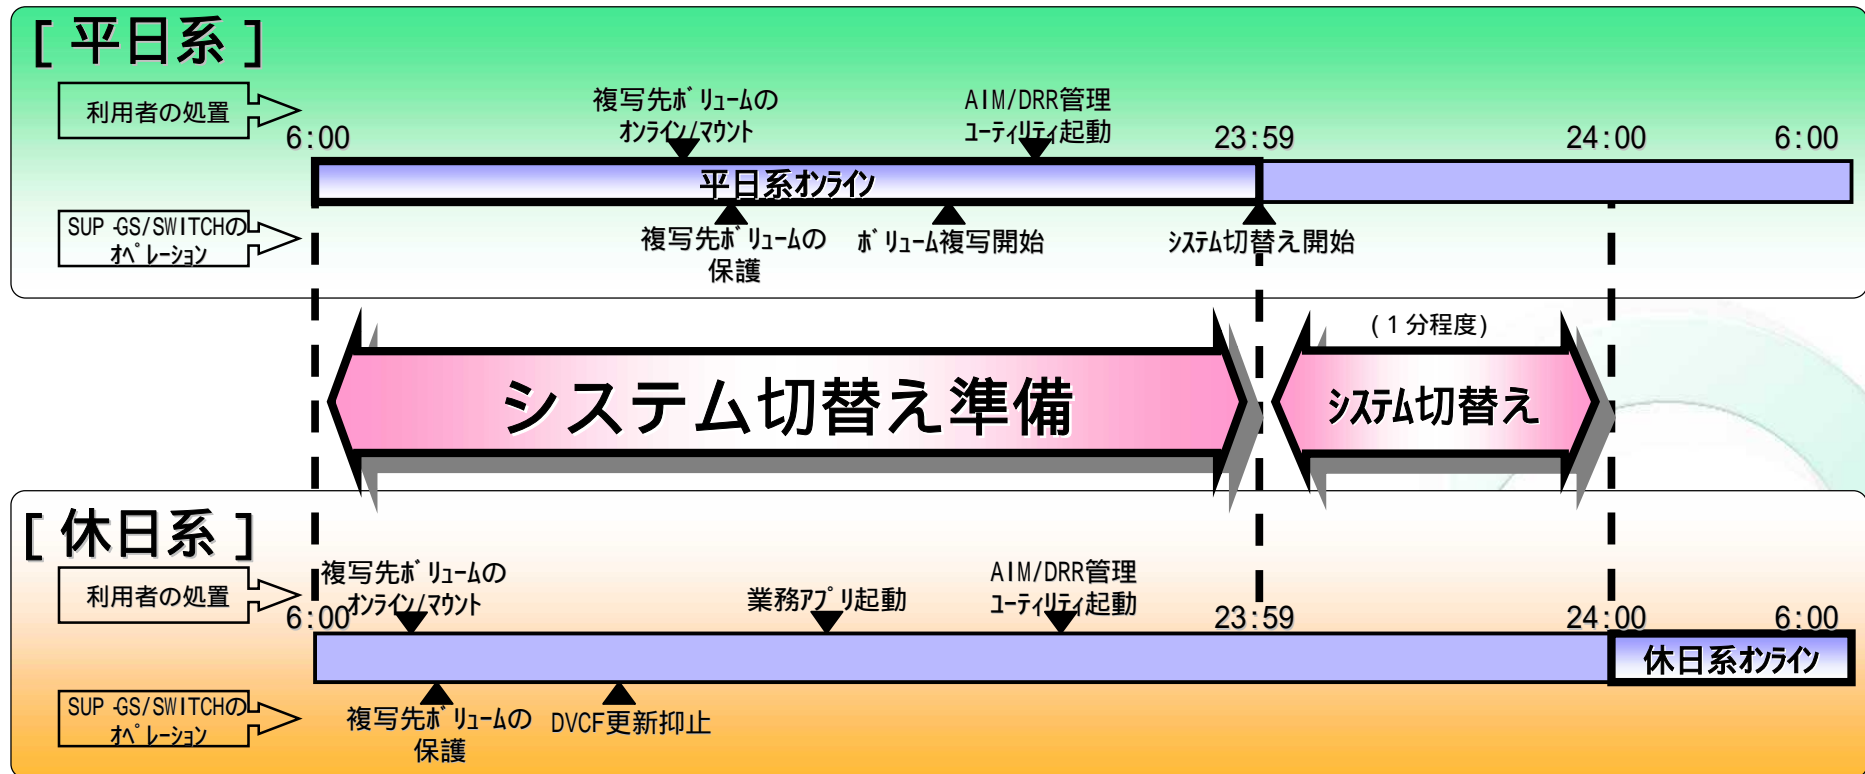 [ 平日系 ]
利用者の処置
複写先ﾎﾞﾘｭｰﾑの
ｵﾝﾗｲﾝ/ﾏｳﾝﾄ
AIM/DRR管理
ﾕｰﾃｨﾘﾃｨ起動
6:00
23:59
24:00
6:00
平日系ｵﾝﾗｲﾝ
SUP-GS/SWITCHの
ｵﾍﾟﾚｰｼｮﾝ
複写先ﾎﾞﾘｭｰﾑの
保護
ﾎﾞﾘｭｰﾑ複写開始
ｼｽﾃﾑ切替え開始
(1分程度)
システム切替え準備
ｼｽﾃﾑ切替え
[ 休日系 ]
利用者の処置
複写先ﾎﾞﾘｭｰﾑの
ｵﾝﾗｲﾝ/ﾏｳﾝﾄ
業務ｱﾌﾟﾘ起動
AIM/DRR管理
ﾕｰﾃｨﾘﾃｨ起動
6:00
23:59
24:00
6:00
休日系ｵﾝﾗｲﾝ
SUP-GS/SWITCHの
ｵﾍﾟﾚｰｼｮﾝ
複写先ﾎﾞﾘｭｰﾑの
保護
DVCF更新抑止